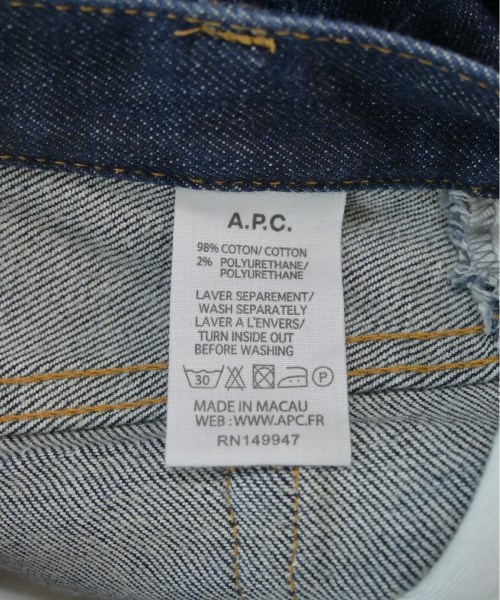 A.P.C.
98% COTON/ COTTON
2% POLYURETHANE/
POLYURETHANE
LAVER SEPAREMENT/
WASH SEPARATELY
LAVER A L'ENVERS/
TURN INSIDE OUT
BEFORE WASHING
30 P
MADE IN MACAU
WEB : WWW.APC.FR
RN149947